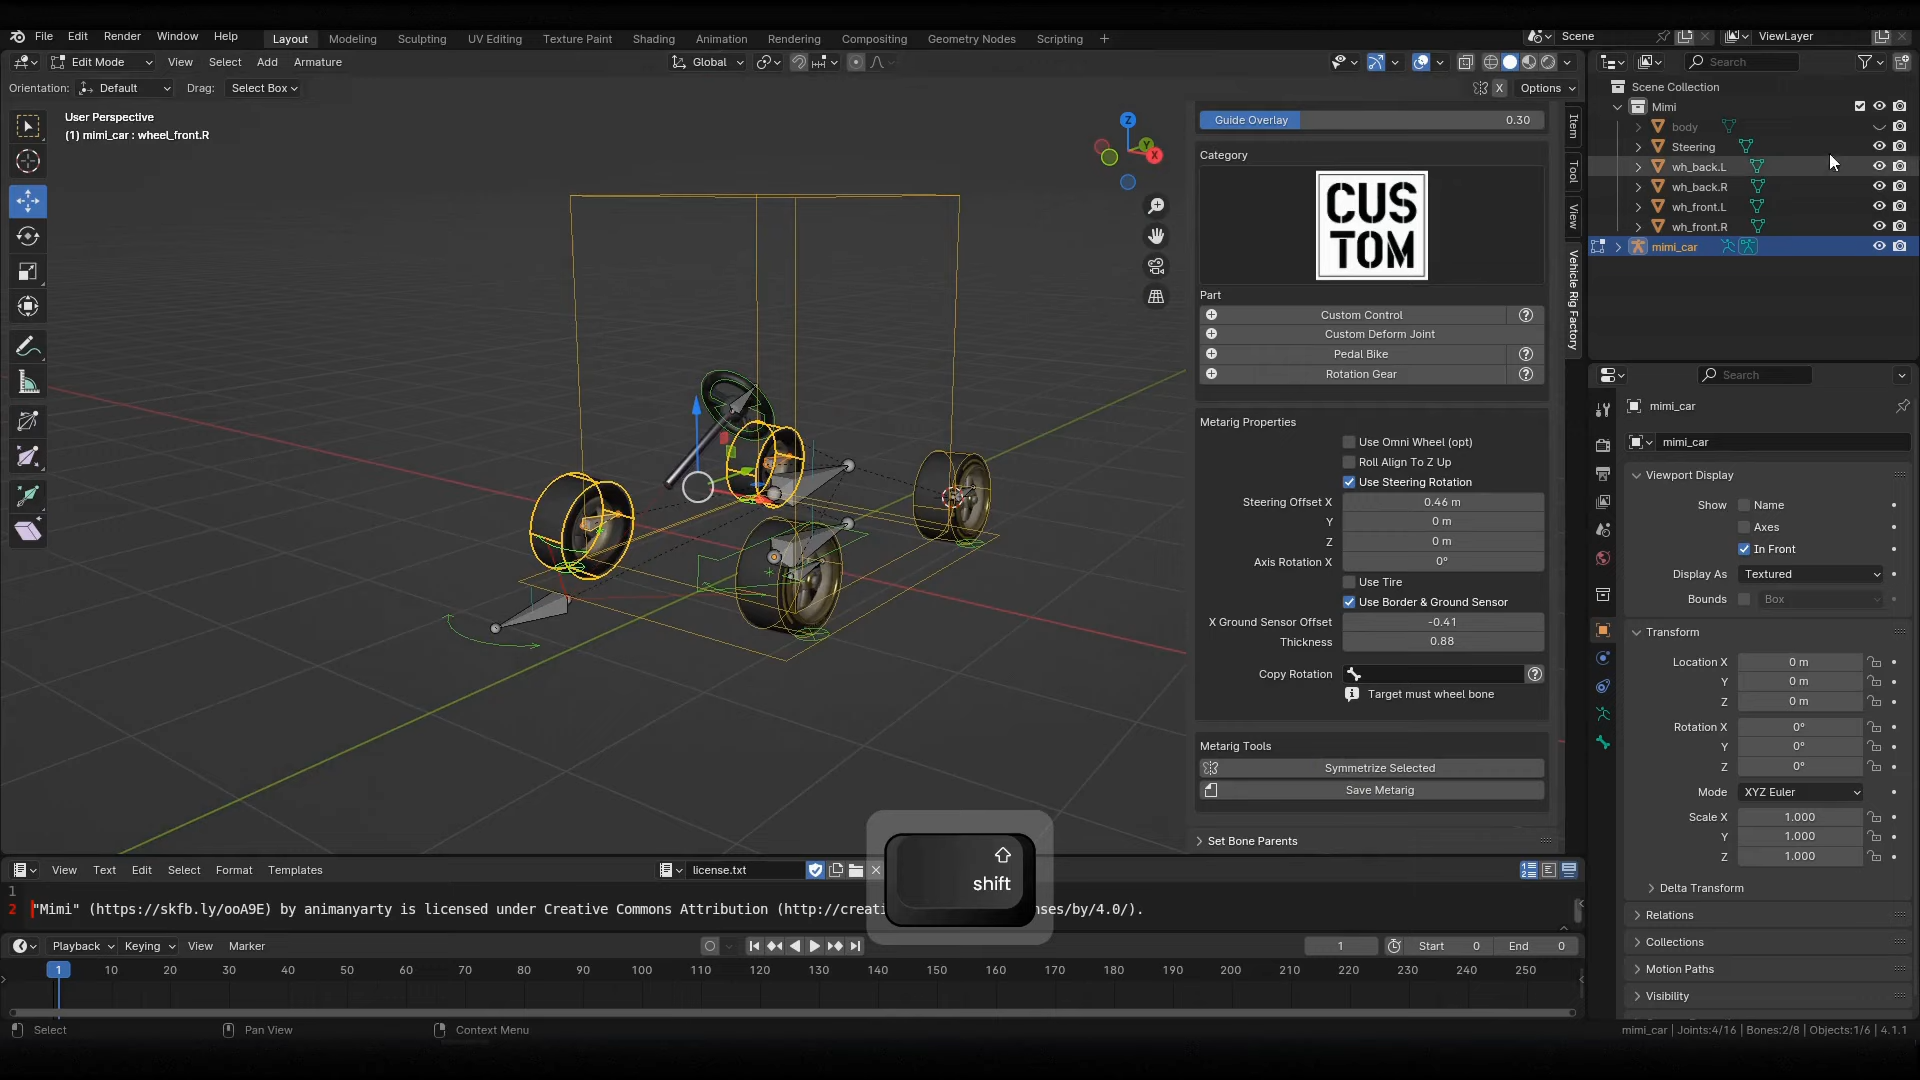 File Edit Render Window Help Layout Modeling Sculpting UV Editing Texture Paint Shading Animation Rendering Compositing Geometry Nodes Scripting + Scene ViewLayer
Edit Mode View Select Add Armature Global Search
Orientation: Default Drag: Select Box X Options
Scene Collection
User Perspective
(1) mimi_car : wheel_front.R
Guide Overlay 0.30
Category
CUS
TOM
Part
Custom Control
Custom Deform Joint
Pedal Bike
Rotation Gear
Metarig Properties
Use Omni Wheel (opt)
Roll Align To Z Up
Use Steering Rotation
Steering Offset X 0.46 m
Y 0 m
Z 0 m
Axis Rotation X 0°
Use Tire
Use Border & Ground Sensor
X Ground Sensor Offset -0.41
Thickness 0.88
Copy Rotation
Target must wheel bone
Metarig Tools
Symmetrize Selected
Save Metarig
Set Bone Parents
Z
Y
X
Item
Tool
View
Vehicle Rig Factory
Mimi
body
Steering
wh_back.L
wh_back.R
wh_front.L
wh_front.R
mimi_car
Search
mimi_car
mimi_car
Viewport Display
Show Name
Axes
In Front
Display As Textured
Bounds Box
Transform
Location X 0 m
Y 0 m
Z 0 m
Rotation X 0°
Y 0°
Z 0°
Mode XYZ Euler
Scale X 1.000
Y 1.000
Z 1.000
Delta Transform
Relations
Collections
Motion Paths
Visibility
shift
View Text Edit Select Format Templates license.txt
1
2 "Mimi" (https://skfb.ly/ooA9E) by animanyarty is licensed under Creative Commons Attribution (http://creati nses/by/4.0/).
Playback Keying View Marker 1 Start 0 End 0
1 10 20 30 40 50 60 70 80 90 100 110 120 130 140 150 160 170 180 190 200 210 220 230 240 250
Select Pan View Context Menu mimi_car | Joints:4/16 | Bones:2/8 | Objects:1/6 | 4.1.1